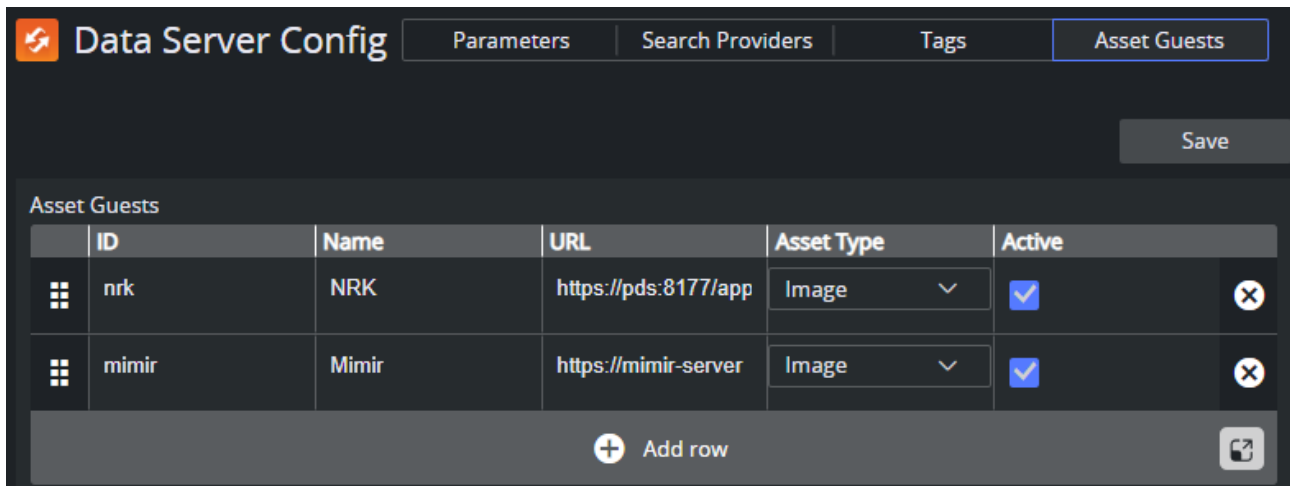 Data Server Config Parameters Search Providers Tags Asset Guests
Save
Asset Guests
ID Name URL Asset Type Active
nrk NRK https://pds:8177/app Image
mimir Mimir https://mimir-server Image
Add row